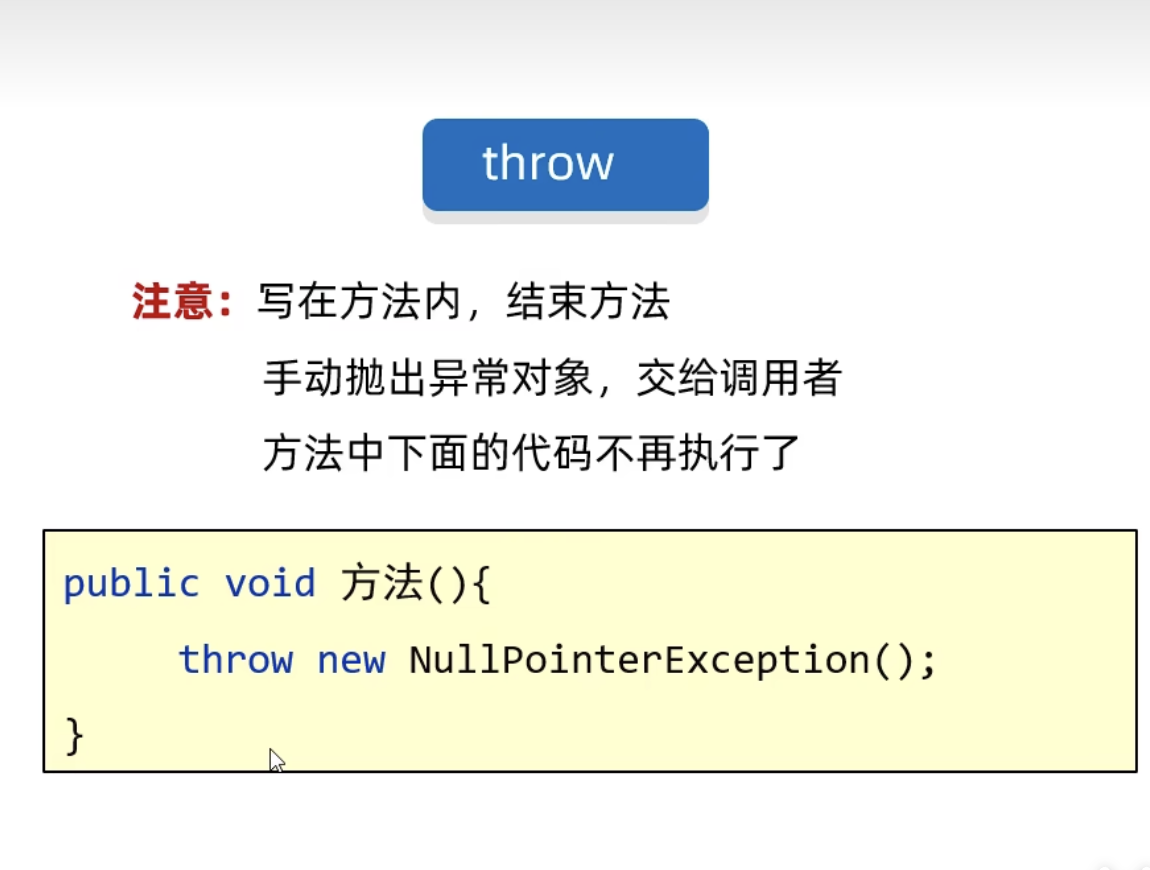 throw
注意：写在方法内，结束方法
手动抛出异常对象，交给调用者
方法中下面的代码不再执行了
public void 方法(){
throw new NullPointerException();
}